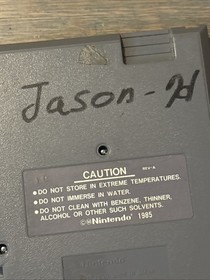 Jason-H
CAUTION
REV-A
•DO NOT STORE IN EXTREME TEMPERATURES.
•DO NOT IMMERSE IN WATER.
•DO NOT CLEAN WITH BENZENE, THINNER,
ALCOHOL OR OTHER SUCH SOLVENTS.
©Nintendo 1985